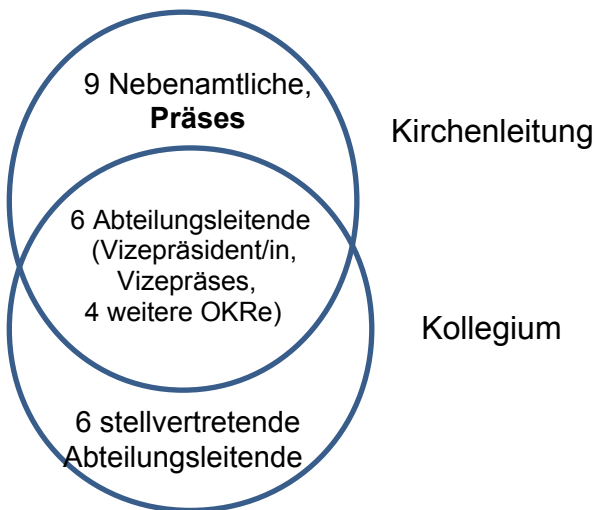 9 Nebenamtliche,
Präses
Kirchenleitung
6 Abteilungsleitende
(Vizepräsident/in,
Vizepräses,
4 weitere OKRe)
Kollegium
6 stellvertretende
Abteilungsleitende